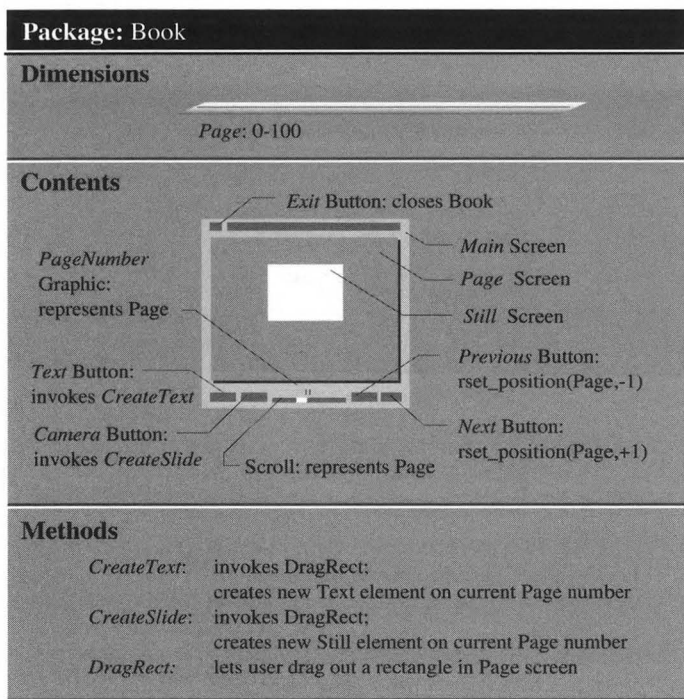 Package: Book
Dimensions
Page: 0-100
Contents
Exit Button: closes Book
Main Screen
Page Screen
Still Screen
PageNumber
Graphic:
represents Page
Text Button:
invokes CreateText
Camera Button:
invokes CreateSlide
Scroll: represents Page
Previous Button:
rset_position(Page,-1)
Next Button:
rset_position(Page,+1)
Methods
CreateText: invokes DragRect;
creates new Text element on current Page number
CreateSlide: invokes DragRect;
creates new Still element on current Page number
DragRect: lets user drag out a rectangle in Page screen